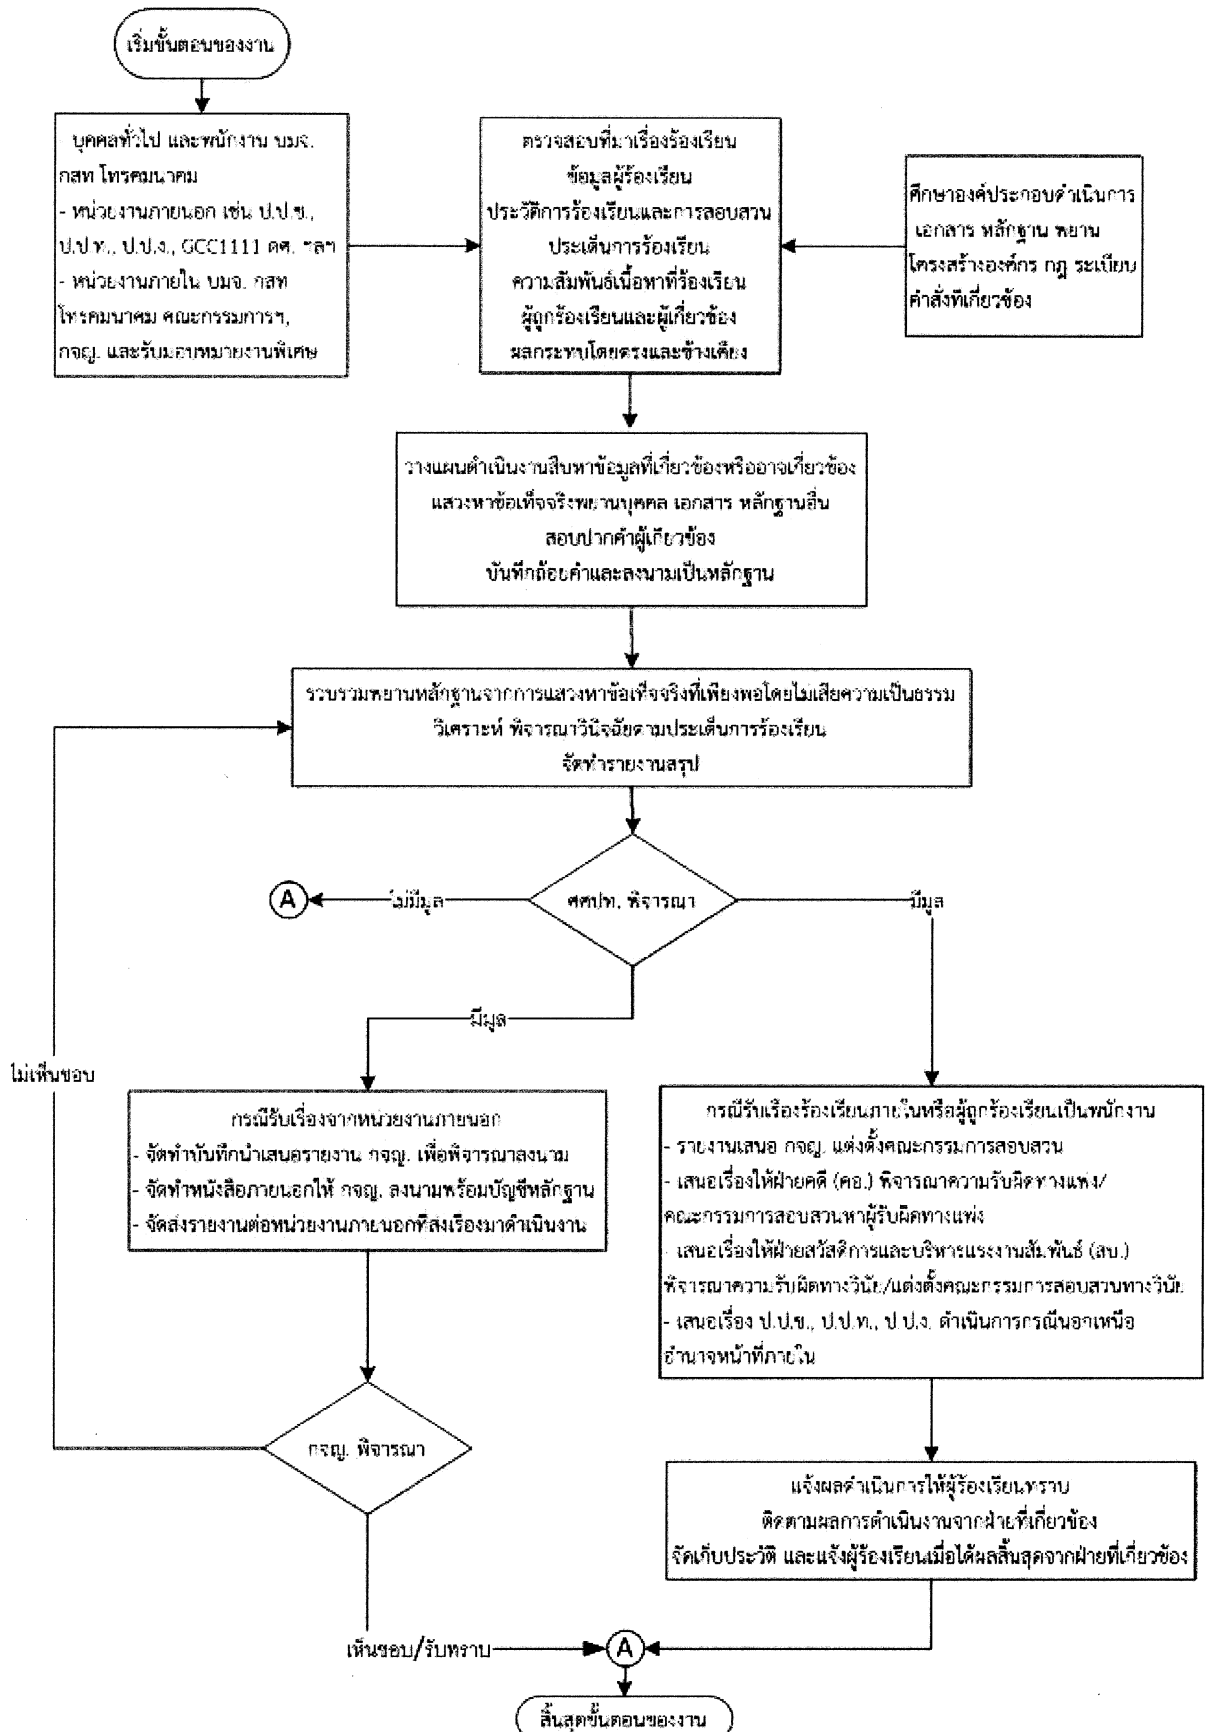 เริ่มขั้นตอนของงาน
บุคคลทั่วไป และพนักงาน บมจ.
กสท โทรคมนาคม
- หน่วยงานภายนอก เช่น ป.ป.ช.,
ป.ป.ท., ป.ป.ง., GCC1111 ดศ. ฯลฯ
- หน่วยงานภายใน บมจ. กสท
โทรคมนาคม คณะกรรมการฯ,
กจญ. และรับมอบหมายงานพิเศษ
ตรวจสอบที่มาเรื่องร้องเรียน
ข้อมูลผู้ร้องเรียน
ประวัติการร้องเรียนและการสอบสวน
ประเด็นการร้องเรียน
ความสัมพันธ์เนื้อหาที่ร้องเรียน
ผู้ถูกร้องเรียนและผู้เกี่ยวข้อง
ผลกระทบโดยตรงและข้างเคียง
ศึกษาองค์ประกอบดำเนินการ
เอกสาร หลักฐาน พยาน
โครงสร้างองค์กร กฎ ระเบียบ
คำสั่งที่เกี่ยวข้อง
วางแผนดำเนินงานสืบหาข้อมูลที่เกี่ยวข้องหรืออาจเกี่ยวข้อง
แสวงหาข้อเท็จจริงพยานบุคคล เอกสาร หลักฐานอื่น
สอบปากคำผู้เกี่ยวข้อง
บันทึกถ้อยคำและลงนามเป็นหลักฐาน
รวบรวมพยานหลักฐานจากการแสวงหาข้อเท็จจริงที่เพียงพอโดยไม่เสียความเป็นธรรม
วิเคราะห์ พิจารณาวินิจฉัยตามประเด็นการร้องเรียน
จัดทำรายงานสรุป
A
ไม่มีมูล
ศคปท. พิจารณา
มีมูล
มีมูล
ไม่เห็นชอบ
กรณีรับเรื่องจากหน่วยงานภายนอก
- จัดทำบันทึกนำเสนอรายงาน กจญ. เพื่อพิจารณาลงนาม
- จัดทำหนังสือภายนอกให้ กจญ. ลงนามพร้อมบัญชีหลักฐาน
- จัดส่งรายงานต่อหน่วยงานภายนอกที่ส่งเรื่องมาดำเนินงาน
กรณีรับเรื่องร้องเรียนภายในหรือผู้ถูกร้องเรียนเป็นพนักงาน
- รายงานเสนอ กจญ. แต่งตั้งคณะกรรมการสอบสวน
- เสนอเรื่องให้ฝ่ายคดี (คอ.) พิจารณาความรับผิดทางแพ่ง/
คณะกรรมการสอบสวนหาผู้รับผิดทางแพ่ง
- เสนอเรื่องให้ฝ่ายสวัสดิการและบริหารแรงงานสัมพันธ์ (สบ.)
พิจารณาความรับผิดทางวินัย/แต่งตั้งคณะกรรมการสอบสวนทางวินัย
- เสนอเรื่อง ป.ป.ช., ป.ป.ท., ป.ป.ง. ดำเนินการกรณีนอกเหนือ
อำนาจหน้าที่ภายใน
กจญ. พิจารณา
แจ้งผลดำเนินการให้ผู้ร้องเรียนทราบ
ติดตามผลการดำเนินงานจากฝ่ายที่เกี่ยวข้อง
จัดเก็บประวัติ และแจ้งผู้ร้องเรียนเมื่อได้ผลสิ้นสุดจากฝ่ายที่เกี่ยวข้อง
เห็นชอบ/รับทราบ
A
สิ้นสุดขั้นตอนของงาน